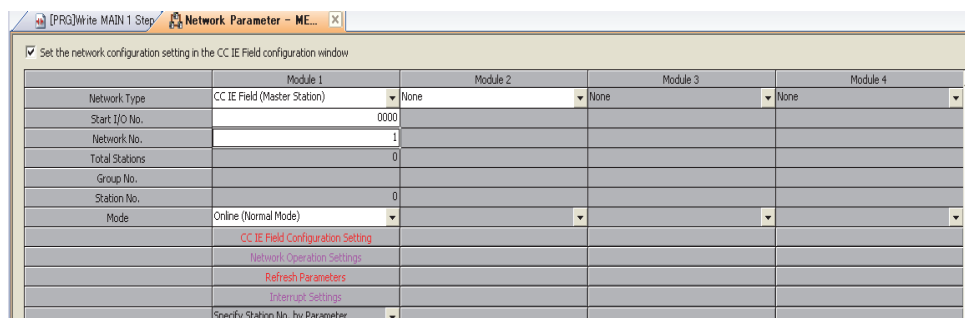 [PRG]Write MAIN 1 Step Network Parameter - ME...
Set the network configuration setting in the CC IE Field configuration window
Module 1 Module 2 Module 3 Module 4
Network Type CC IE Field (Master Station) None None None
Start I/O No. 0000
Network No. 1
Total Stations 0
Group No.
Station No. 0
Mode Online (Normal Mode)
CC IE Field Configuration Setting
Network Operation Settings
Refresh Parameters
Interrupt Settings
Specify Station No. by Parameter